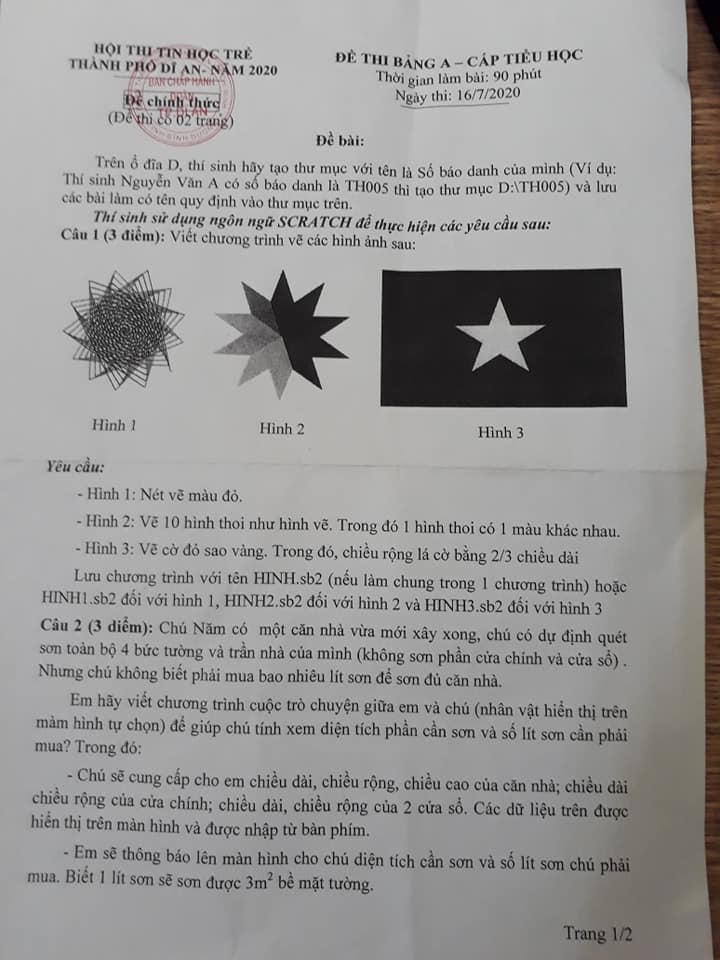 HỘI THI TIN HỌC TRẺ
THÀNH PHỐ DĨ AN- NĂM 2020
ĐỀ THI BẢNG A – CẤP TIỂU HỌC
Thời gian làm bài: 90 phút
Ngày thi: 16/7/2020
BAN CHẤP HÀNH
Đề chính thức
(Đề thi có 02 trang)
Đề bài:
Trên ổ đĩa D, thí sinh hãy tạo thư mục với tên là Số báo danh của mình (Ví dụ:
Thí sinh Nguyễn Văn A có số báo danh là TH005 thì tạo thư mục D:\TH005) và lưu
các bài làm có tên quy định vào thư mục trên.
Thí sinh sử dụng ngôn ngữ SCRATCH để thực hiện các yêu cầu sau:
Câu 1 (3 điểm): Viết chương trình vẽ các hình ảnh sau:
Hình 1
Hình 2
Hình 3
Yêu cầu:
- Hình 1: Nét vẽ màu đỏ.
- Hình 2: Vẽ 10 hình thoi như hình vẽ. Trong đó 1 hình thoi có 1 màu khác nhau.
- Hình 3: Vẽ cờ đỏ sao vàng. Trong đó, chiều rộng lá cờ bằng 2/3 chiều dài
Lưu chương trình với tên HINH.sb2 (nếu làm chung trong 1 chương trình) hoặc
HINH1.sb2 đối với hình 1, HINH2.sb2 đối với hình 2 và HINH3.sb2 đối với hình 3
Câu 2 (3 điểm): Chú Năm có một căn nhà vừa mới xây xong, chú có dự định quét
sơn toàn bộ 4 bức tường và trần nhà của mình (không sơn phần cửa chính và cửa sổ) .
Nhưng chú không biết phải mua bao nhiêu lít sơn để sơn đủ căn nhà.
Em hãy viết chương trình cuộc trò chuyện giữa em và chú (nhân vật hiển thị trên
màm hình tự chọn) để giúp chú tính xem diện tích phần cần sơn và số lít sơn cần phải
mua? Trong đó:
- Chú sẽ cung cấp cho em chiều dài, chiều rộng, chiều cao của căn nhà; chiều dài
chiều rộng của cửa chính; chiều dài, chiều rộng của 2 cửa sổ. Các dữ liệu trên được
hiển thị trên màn hình và được nhập từ bàn phím.
- Em sẽ thông báo lên màn hình cho chú diện tích cần sơn và số lít sơn chú phải
mua. Biết 1 lít sơn sẽ sơn được 3m² bề mặt tường.
Trang 1/2